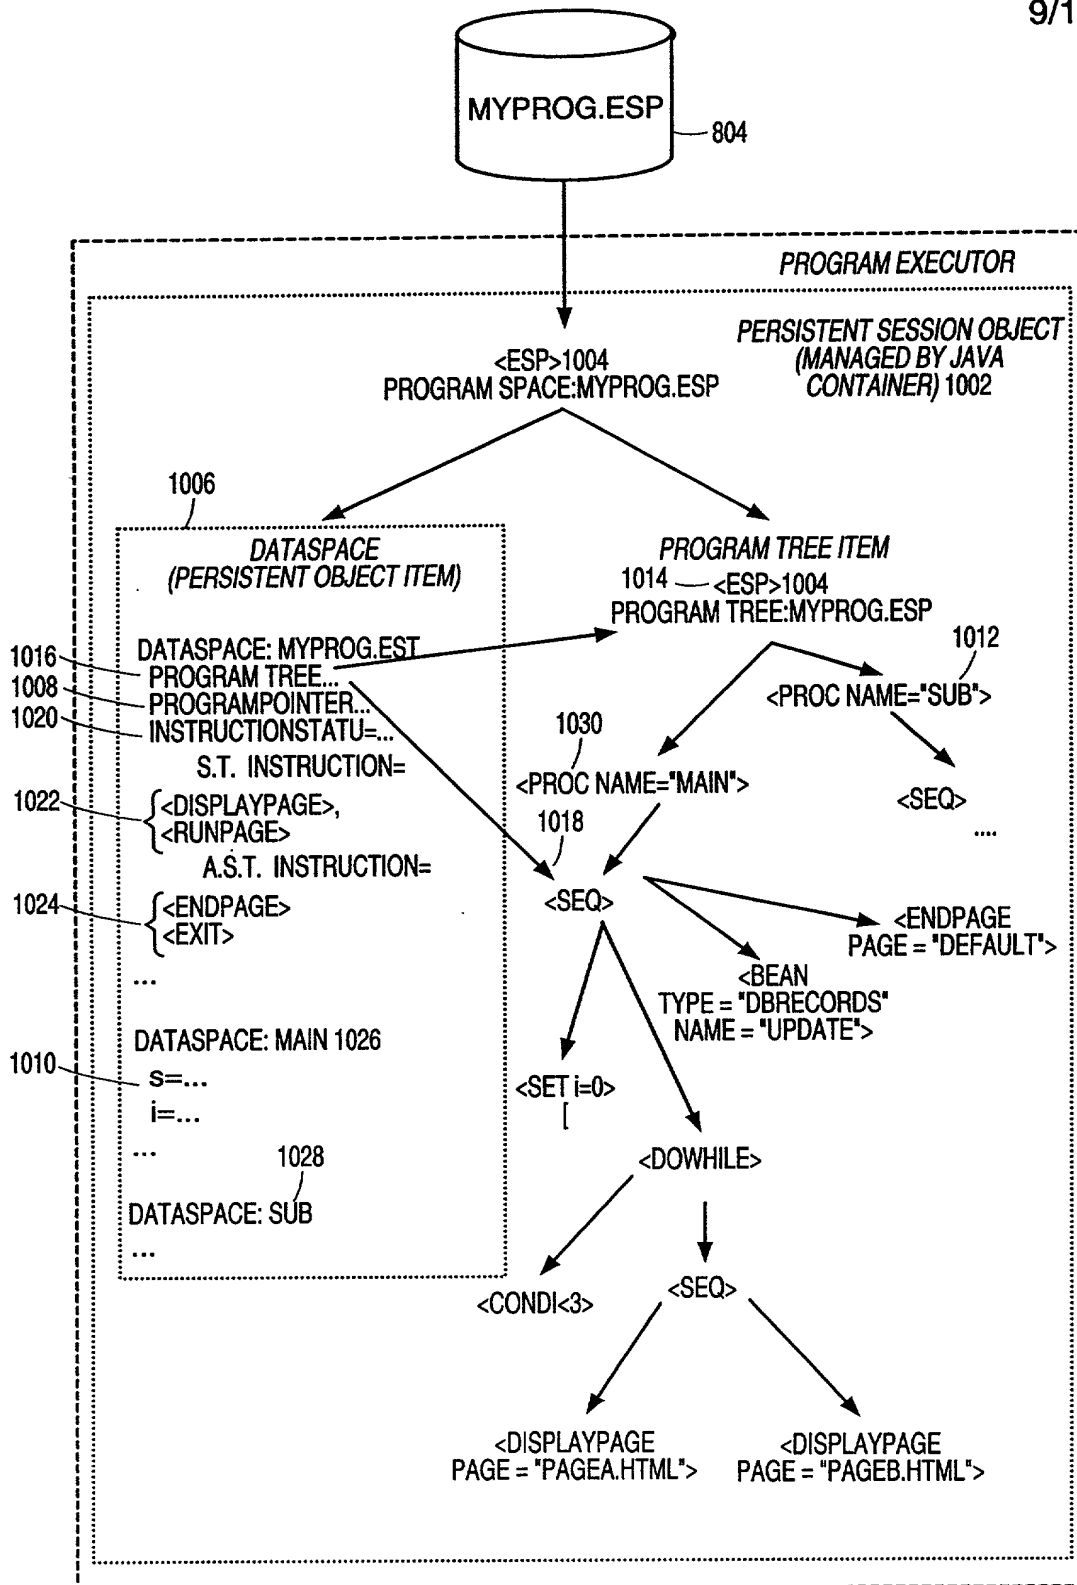 9/1
MYPROG.ESP
804
PROGRAM EXECUTOR
PERSISTENT SESSION OBJECT
(MANAGED BY JAVA
CONTAINER) 1002
<ESP>1004
PROGRAM SPACE:MYPROG.ESP
1006
DATASPACE
(PERSISTENT OBJECT ITEM)
PROGRAM TREE ITEM
1014
<ESP>1004
PROGRAM TREE:MYPROG.ESP
1012
<PROC NAME="SUB">
DATASPACE: MYPROG.EST
1016
PROGRAM TREE...
1008
PROGRAMPOINTER...
1020
INSTRUCTIONSTATU=...
S.T. INSTRUCTION=
1030
<PROC NAME="MAIN">
<SEQ>
....
1022
<DISPLAYPAGE>,
<RUNPAGE>
1018
A.S.T. INSTRUCTION=
<SEQ>
1024
<ENDPAGE>
<EXIT>
...
<ENDPAGE
PAGE = "DEFAULT">
<BEAN
TYPE = "DBRECORDS"
NAME = "UPDATE">
DATASPACE: MAIN 1026
1010
s=...
i=...
...
<SET i=0>
[
<DOWHILE>
1028
DATASPACE: SUB
...
<CONDI<3>
<SEQ>
<DISPLAYPAGE
PAGE = "PAGEA.HTML">
<DISPLAYPAGE
PAGE = "PAGEB.HTML">